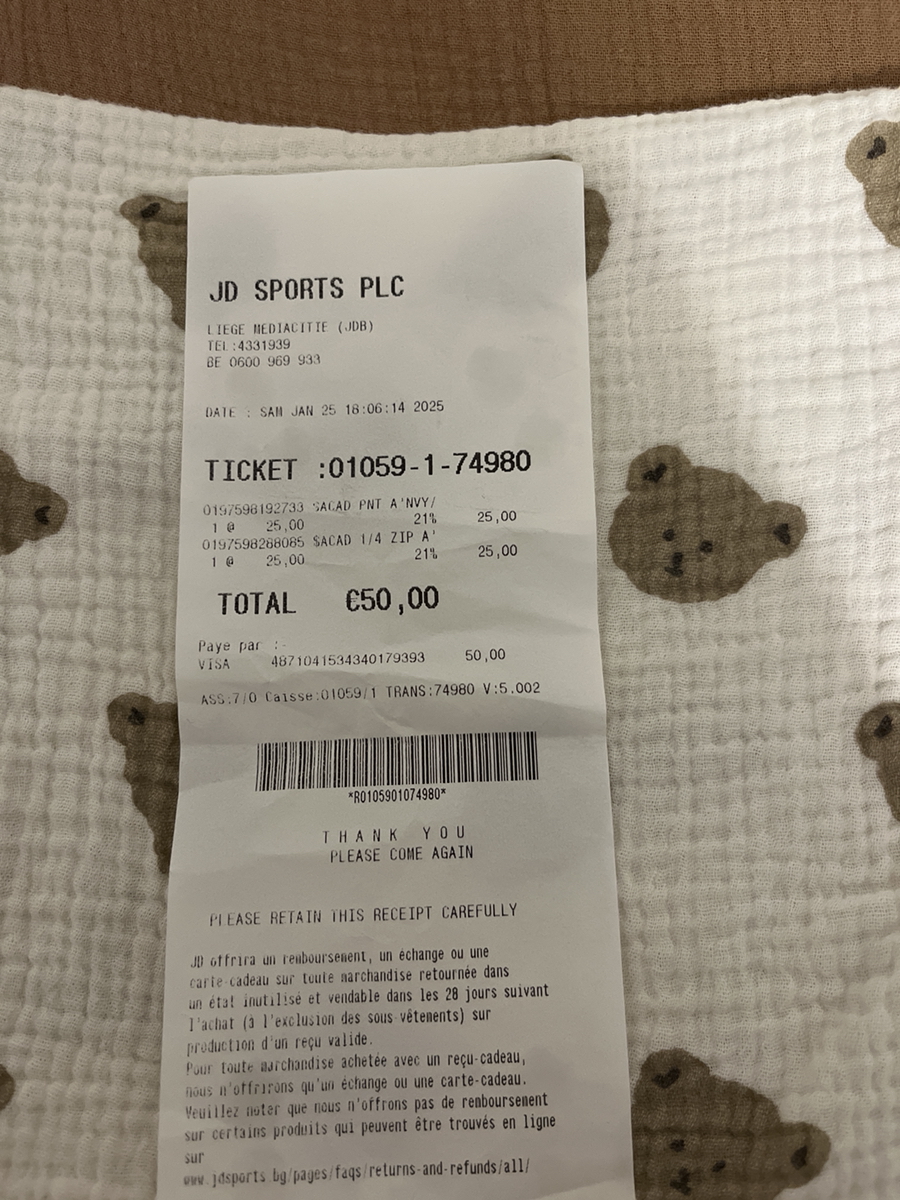 JD SPORTS PLC
LIEGE MEDIACITIE (JDB)
TEL :4331939
BE 0600 969 933
DATE : SAM JAN 25 18:06:14 2025
TICKET :01059-1-74980
0197598192733 SACAD PNT A'NVY/
1 @ 25,00 21% 25,00
0197598288085 SACAD 1/4 ZIP A'
1 @ 25,00 21% 25,00
TOTAL €50,00
Paye par :-
VISA 4871041534340179393 50,00
ASS:7/0 Caisse:01059/1 TRANS:74980 V:5.002
*R0105901074980*
THANK YOU
PLEASE COME AGAIN
PLEASE RETAIN THIS RECEIPT CAREFULLY
JD offrira un remboursement, un échange ou une
carte-cadeau sur toute marchandise retournée dans
un état inutilisé et vendable dans les 28 jours suivant
l'achat (à l'exclusion des sous-vêtements) sur
production d'un reçu valide.
Pour toute marchandise achetée avec un reçu-cadeau,
nous n'offrirons qu'un échange ou une carte-cadeau.
Veuillez noter que nous n'offrons pas de remboursement
sur certains produits qui peuvent être trouvés en ligne
sur
www.jdsports.bg/pages/faqs/returns-and-refunds/all/